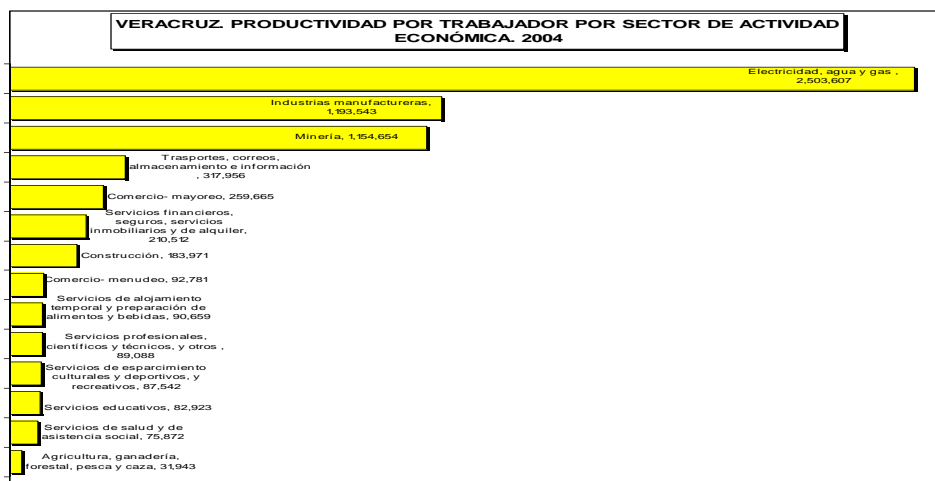 VERACRUZ. PRODUCTIVIDAD POR TRABAJADOR POR SECTOR DE ACTIVIDAD
ECONÓMICA. 2004
Electricidad, agua y gas ,
2,503,607
Industrias manufactureras,
1,193,543
Minería, 1,154,654
Trasportes, correos,
almacenamiento e información
, 317,956
Comercio- mayoreo, 259,665
Servicios financieros,
seguros, servicios
inmobiliarios y de alquiler,
210,512
Construcción, 183,971
Comercio- menudeo, 92,781
Servicios de alojamiento
temporal y preparación de
alimentos y bebidas, 90,659
Servicios profesionales,
científicos y técnicos, y otros ,
89,088
Servicios de esparcimiento
culturales y deportivos, y
recreativos, 87,542
Servicios educativos, 82,923
Servicios de salud y de
asistencia social, 75,872
Agricultura, ganadería,
forestal, pesca y caza, 31,943